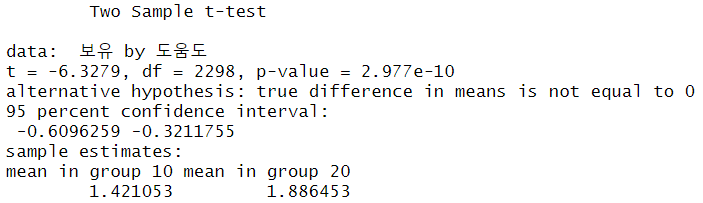 Two Sample t-test
data: 보유 by 도움도
t = -6.3279, df = 2298, p-value = 2.977e-10
alternative hypothesis: true difference in means is not equal to 0
95 percent confidence interval:
-0.6096259 -0.3211755
sample estimates:
mean in group 10 mean in group 20
1.421053 1.886453